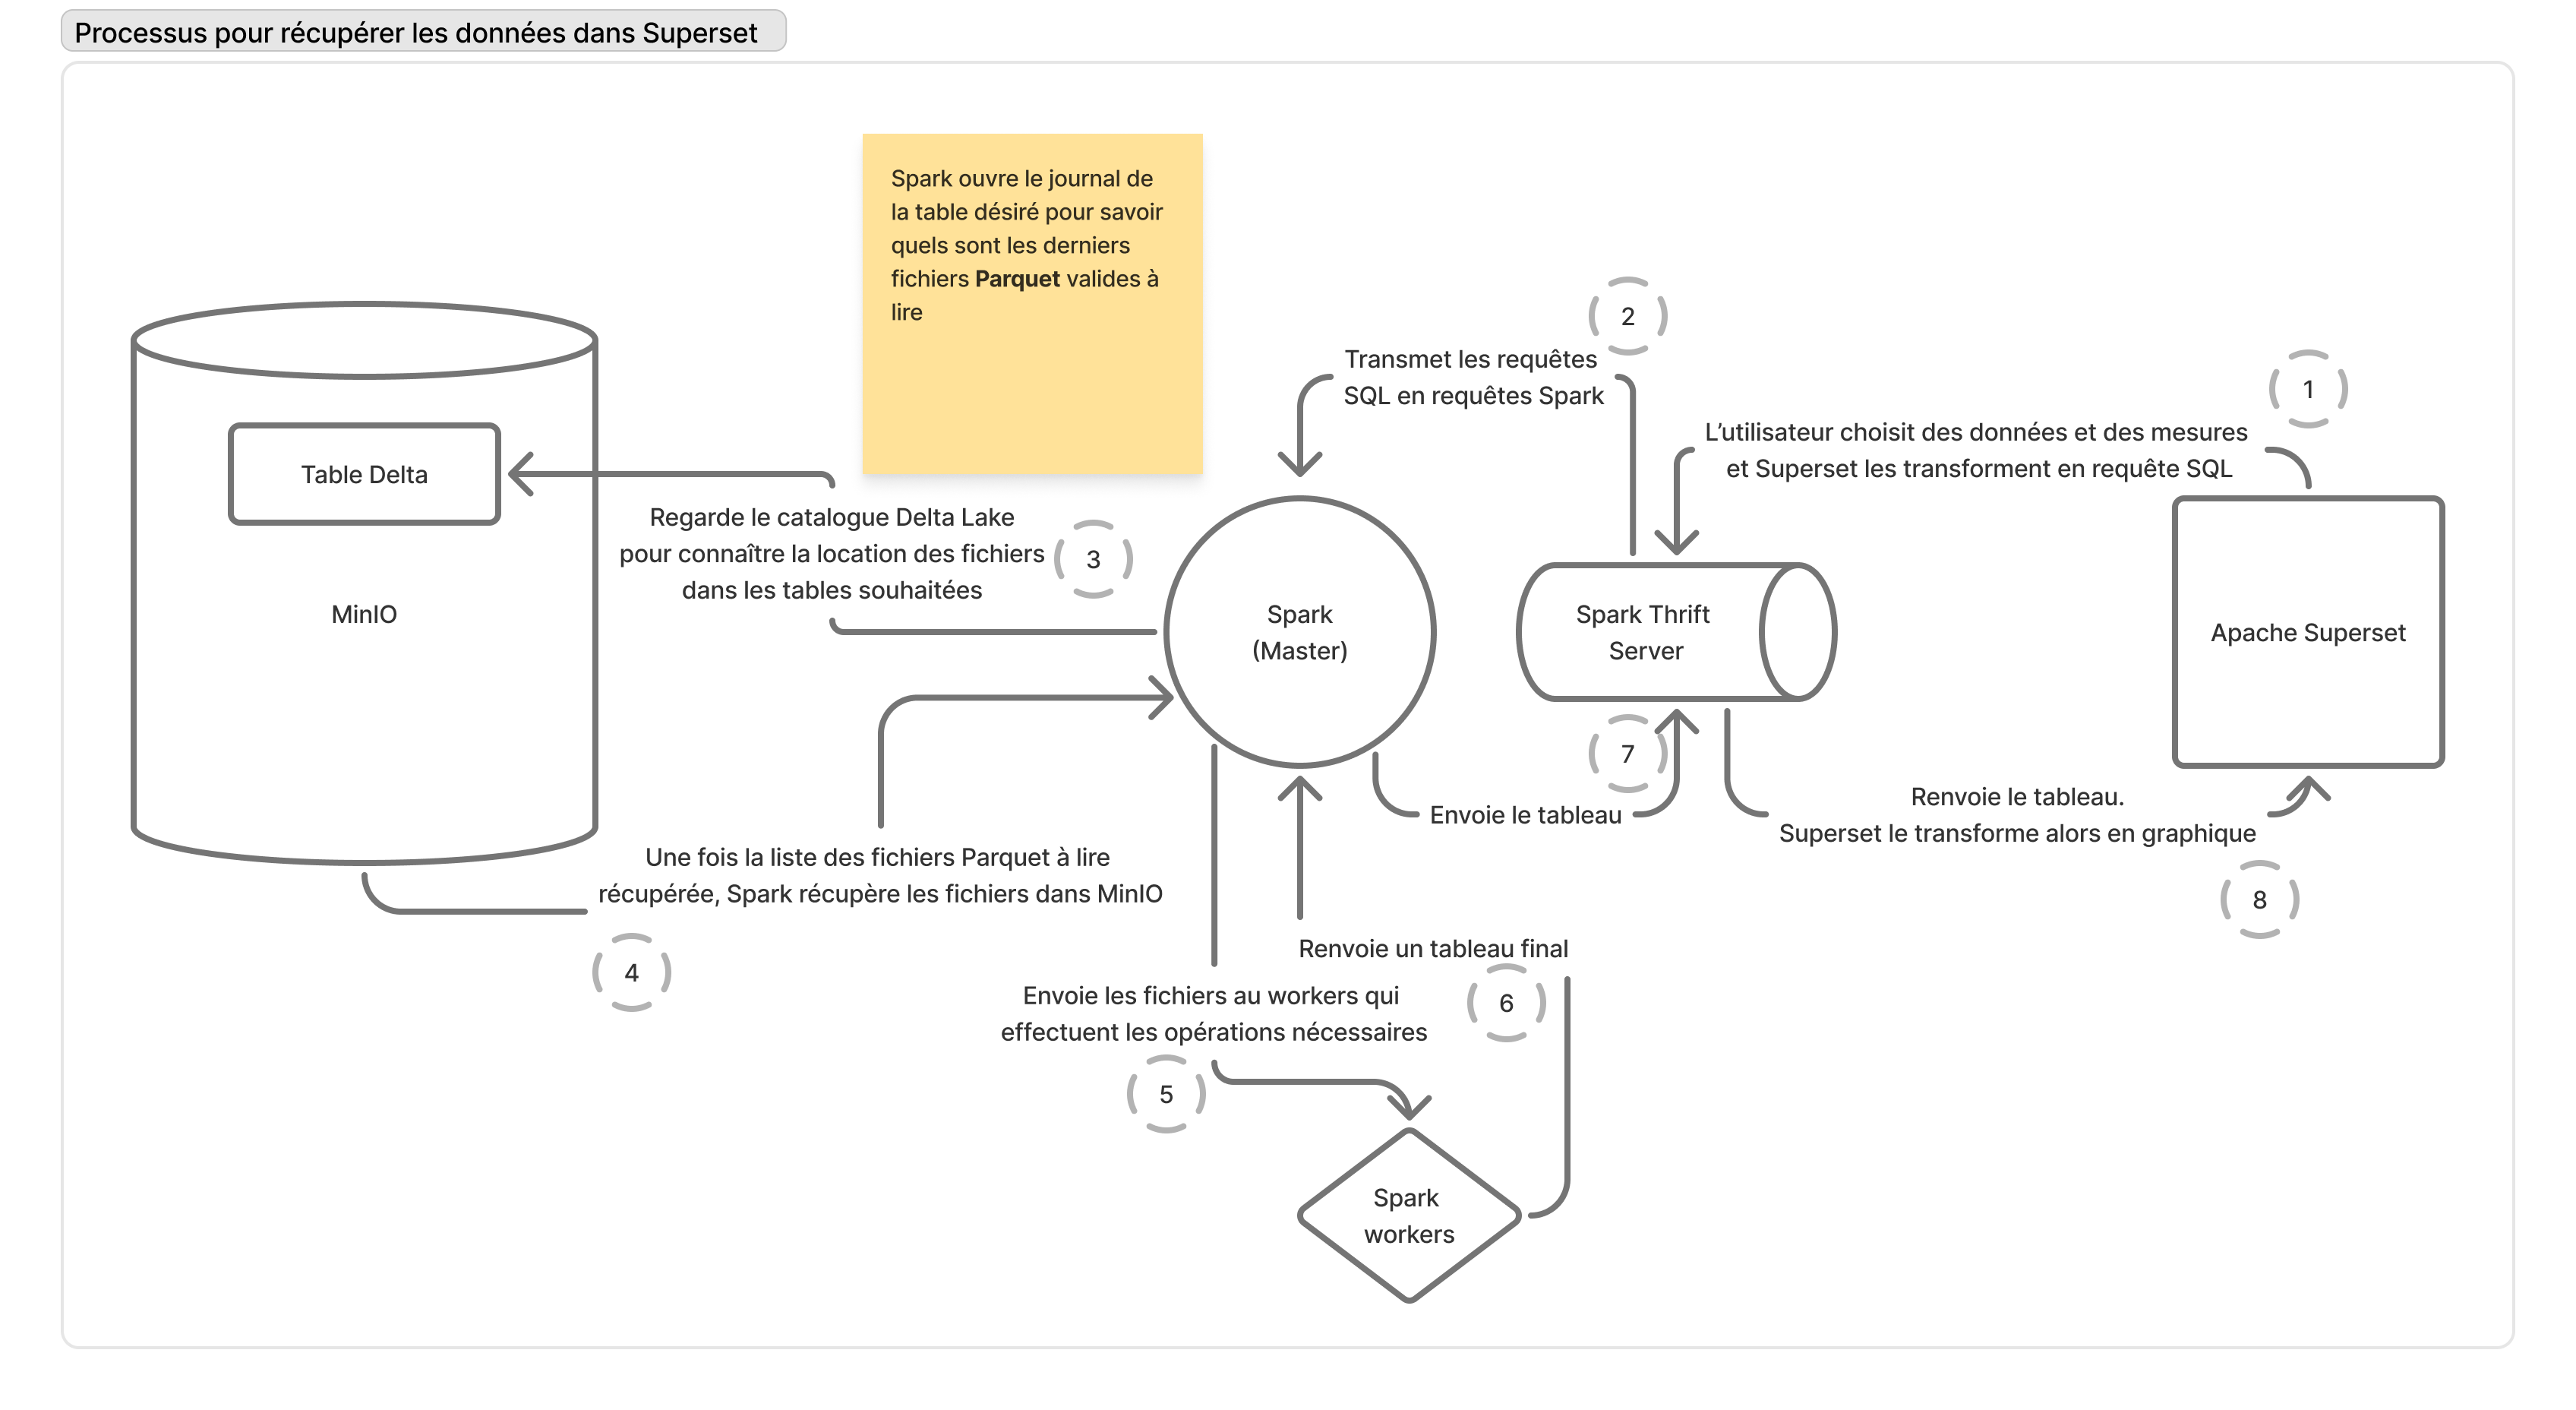 Processus pour récupérer les données dans Superset
Spark ouvre le journal de
la table désiré pour savoir
quels sont les derniers
fichiers Parquet valides à
lire
2
Transmet les requêtes
SQL en requêtes Spark
1
L’utilisateur choisit des données et des mesures
et Superset les transforment en requête SQL
Table Delta
MinIO
Regarde le catalogue Delta Lake
pour connaître la location des fichiers
dans les tables souhaitées
3
Spark
(Master)
Spark Thrift
Server
Apache Superset
7
Envoie le tableau
Renvoie le tableau.
Superset le transforme alors en graphique
8
Une fois la liste des fichiers Parquet à lire
récupérée, Spark récupère les fichiers dans MinIO
4
Renvoie un tableau final
6
Envoie les fichiers au workers qui
effectuent les opérations nécessaires
5
Spark
workers